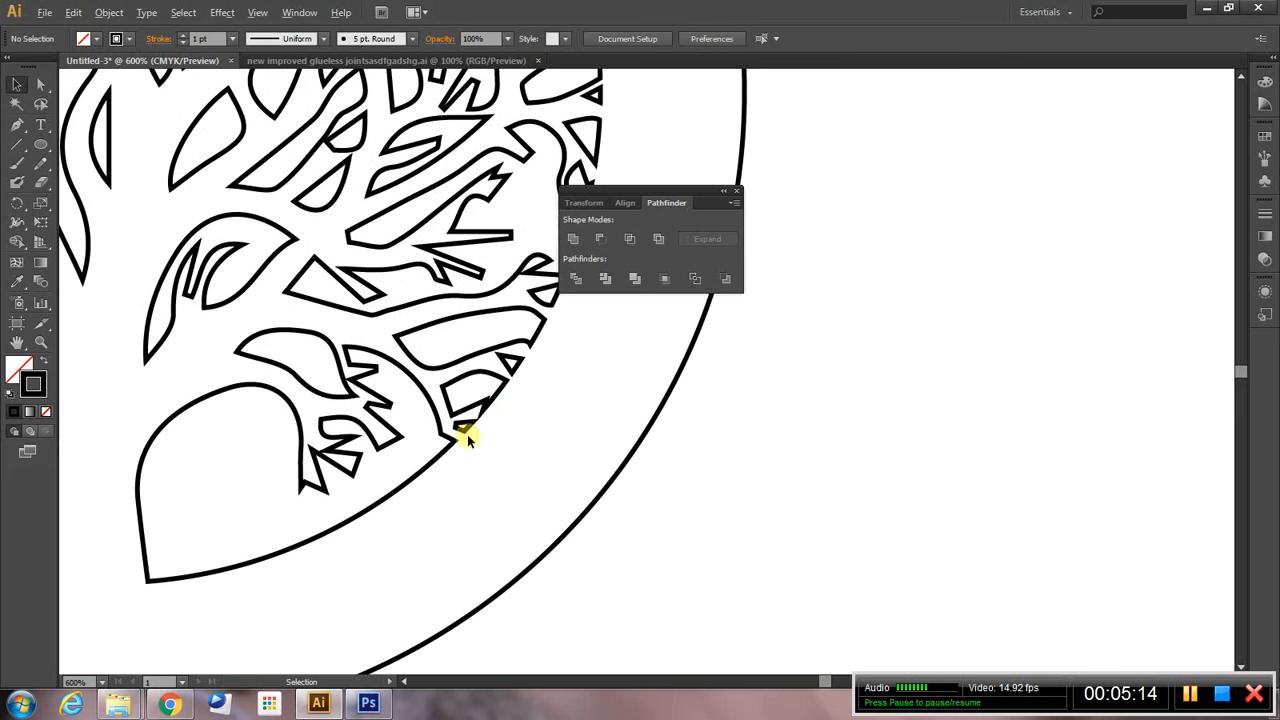 Ai File Edit Object Type Select Effect View Window Help Br Essentials
No Selection Stroke: 1 pt Uniform 5 pt. Round Opacity: 100% Style: Document Setup Preferences
Untitled-3* @ 600% (CMYK/Preview) × new improved glueless jointsasdfgadshg.ai @ 100% (RGB/Preview) ×
Transform Align Pathfinder
Shape Modes:
Expand
Pathfinders:
600% 1 Selection
Audio Video: 14.92 fps 00:05:14
Press Pause to pause/resume
Ai Ps